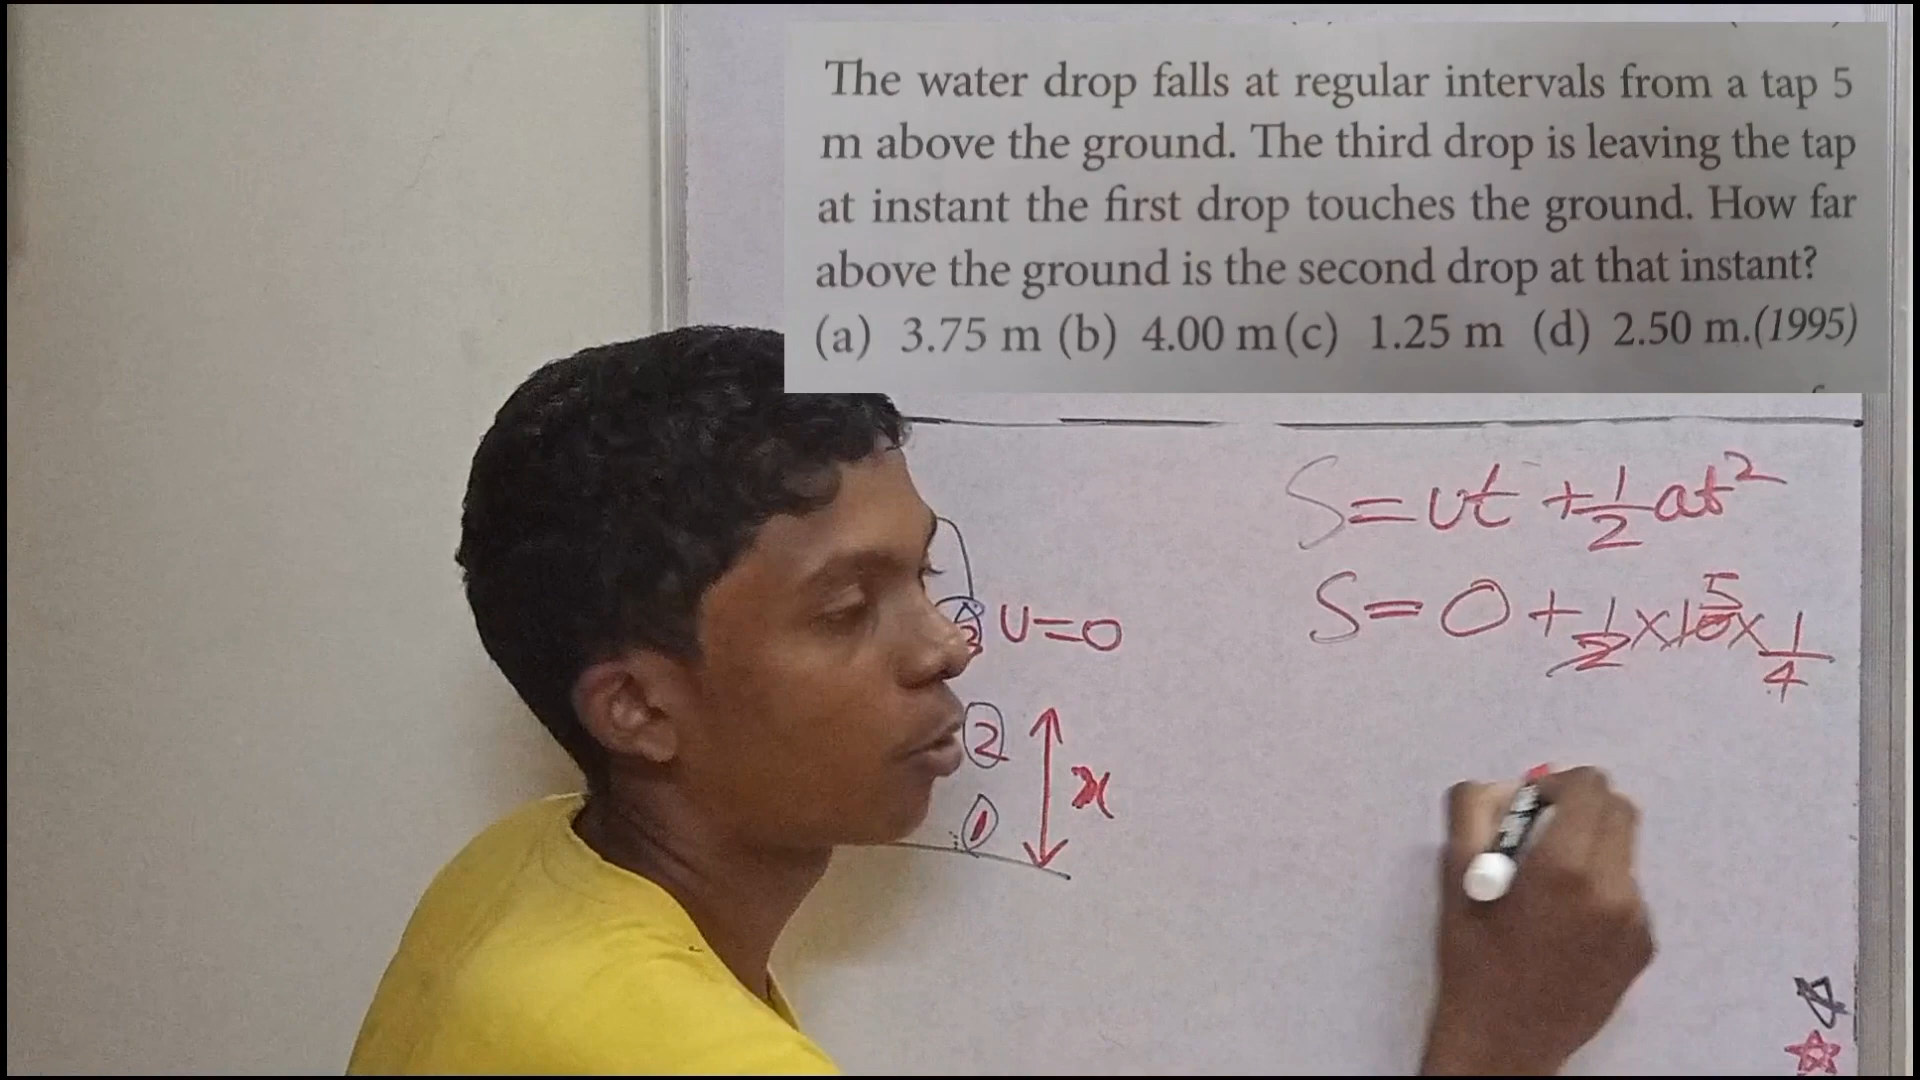 The water drop falls at regular intervals from a tap 5
m above the ground. The third drop is leaving the tap
at instant the first drop touches the ground. How far
above the ground is the second drop at that instant?
(a) 3.75 m (b) 4.00 m (c) 1.25 m (d) 2.50 m.(1995)
S=ut+1/2at²
S=0+1/2×10 5×1/4
U=0
2
x
1